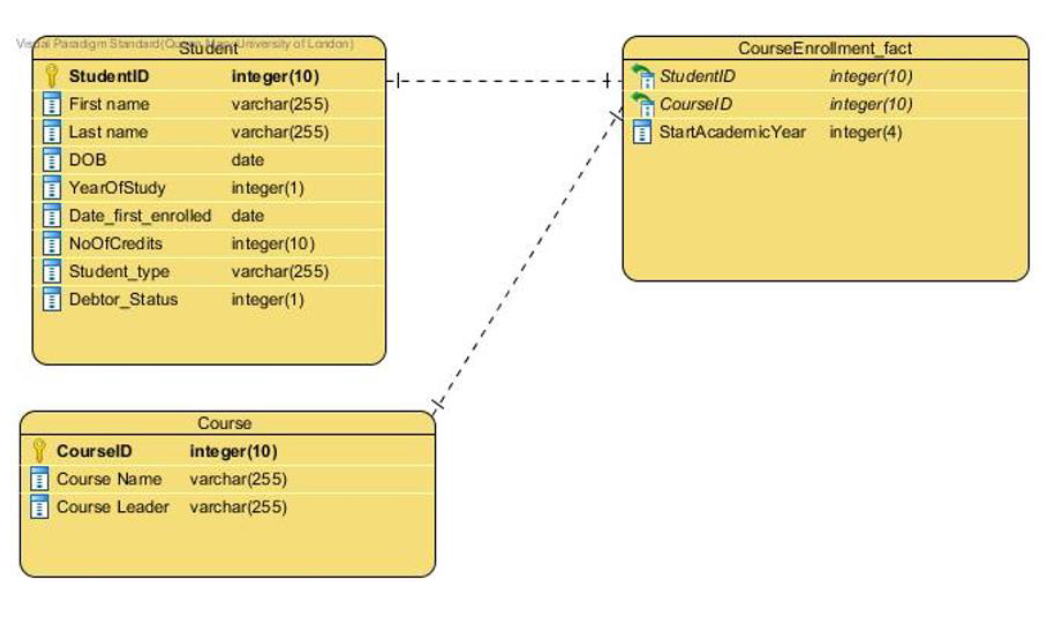 Visual Paradigm Standard(Queen Mary University of London)
Student
StudentID integer(10)
First name varchar(255)
Last name varchar(255)
DOB date
YearOfStudy integer(1)
Date_first_enrolled date
NoOfCredits integer(10)
Student_type varchar(255)
Debtor_Status integer(1)
CourseEnrollment_fact
StudentID integer(10)
CourseID integer(10)
StartAcademicYear integer(4)
Course
CourseID integer(10)
Course Name varchar(255)
Course Leader varchar(255)